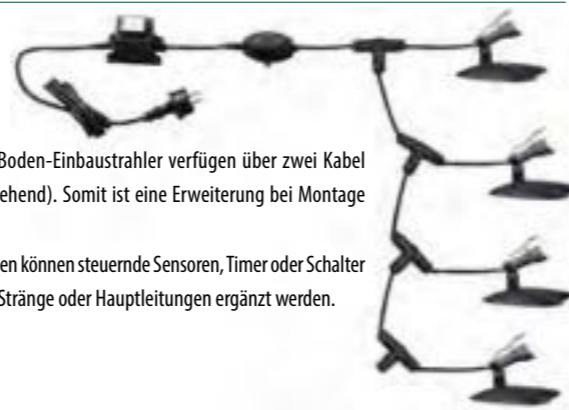 Boden-Einbaustrahler verfügen über zwei Kabel
ehend). Somit ist eine Erweiterung bei Montage
en können steuernde Sensoren, Timer oder Schalter
Stränge oder Hauptleitungen ergänzt werden.